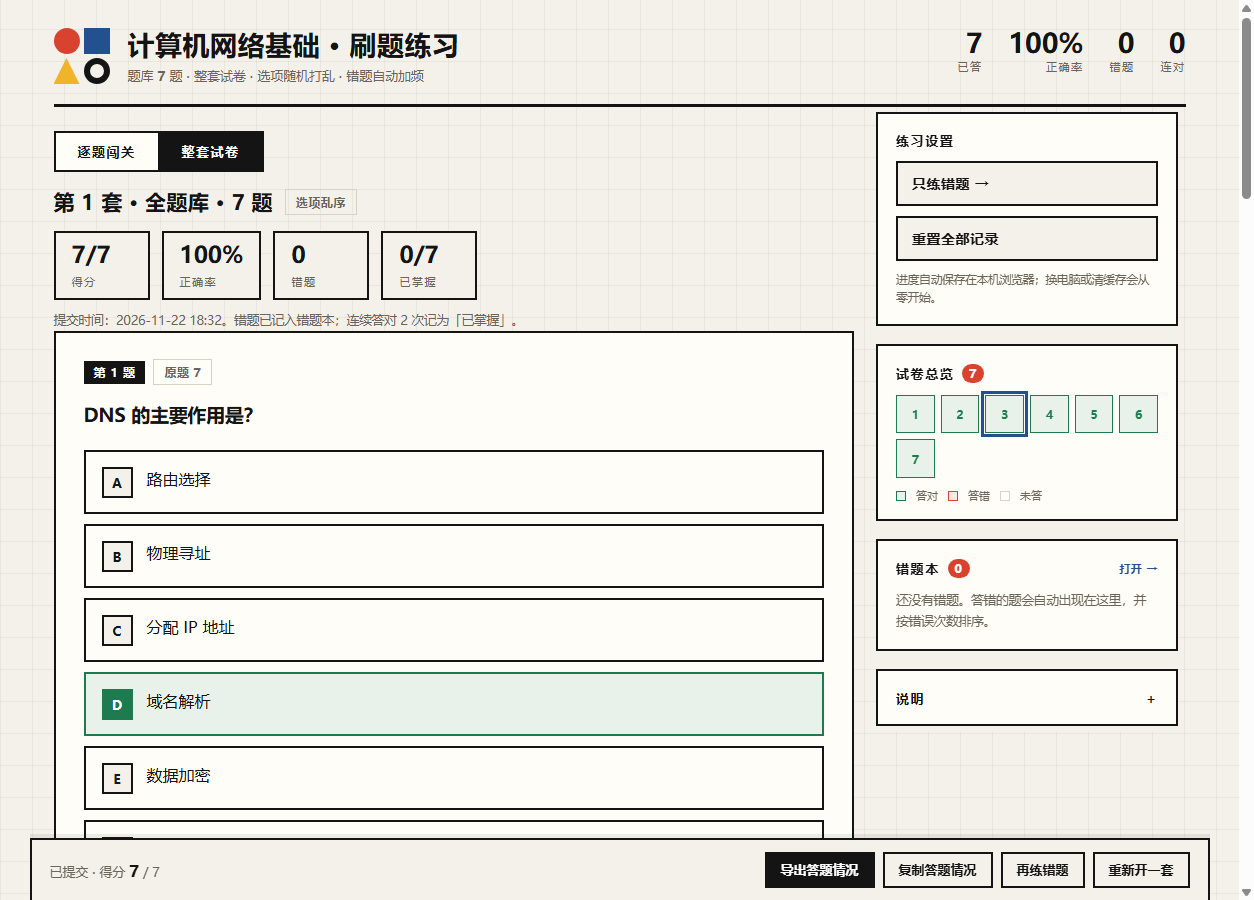 计算机网络基础 • 刷题练习
题库 7 题 · 整套试卷 · 选项随机打乱 · 错题自动加频
7 100% 0 0
已答 正确率 错题 连对
逐题闯关 整套试卷
第 1 套 • 全题库 • 7 题 选项乱序
7/7 100% 0 0/7
得分 正确率 错题 已掌握
提交时间：2026-11-22 18:32。错题已记入错题本；连续答对 2 次记为「已掌握」。
第 1 题 原题 7
DNS 的主要作用是?
A 路由选择
B 物理寻址
C 分配 IP 地址
D 域名解析
E 数据加密
练习设置
只练错题 →
重置全部记录
进度自动保存在本机浏览器；换电脑或清缓存会从
零开始。
试卷总览 7
1 2 3 4 5 6
7
答对 答错 未答
错题本 0 打开 →
还没有错题。答错的题会自动出现在这里，并
按错误次数排序。
说明 +
已提交 · 得分 7 / 7
导出答题情况 复制答题情况 再练错题 重新开一套